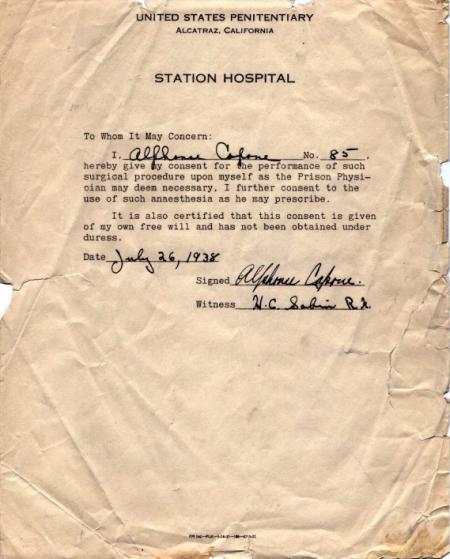 UNITED STATES PENITENTIARY
ALCATRAZ, CALIFORNIA
STATION HOSPITAL
To Whom It May Concern:
I, Alphonse Capone No. 85,
hereby give my consent for the performance of such
surgical procedure upon myself as the Prison Physi-
cian may deem necessary, I further consent to the
use of such anaesthesia as he may prescribe.
It is also certified that this consent is given
of my own free will and has not been obtained under
duress.
Date July 26, 1938
Signed Alphonse Capone.
Witness H.C. Sabin R.N.